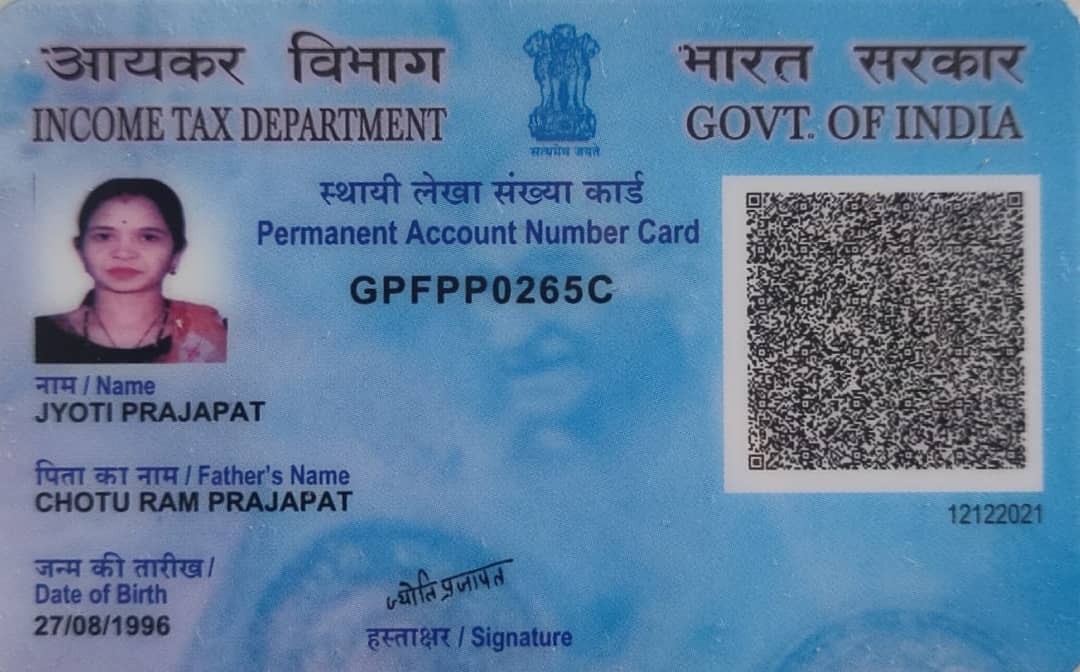 आयकर विभाग
INCOME TAX DEPARTMENT
सत्यमेव जयते
भारत सरकार
GOVT. OF INDIA
स्थायी लेखा संख्या कार्ड
Permanent Account Number Card
GPFPP0265C
नाम / Name
JYOTI PRAJAPAT
पिता का नाम / Father's Name
CHOTU RAM PRAJAPAT
12122021
जन्म की तारीख /
Date of Birth
27/08/1996
ज्योति प्रजापत
हस्ताक्षर / Signature